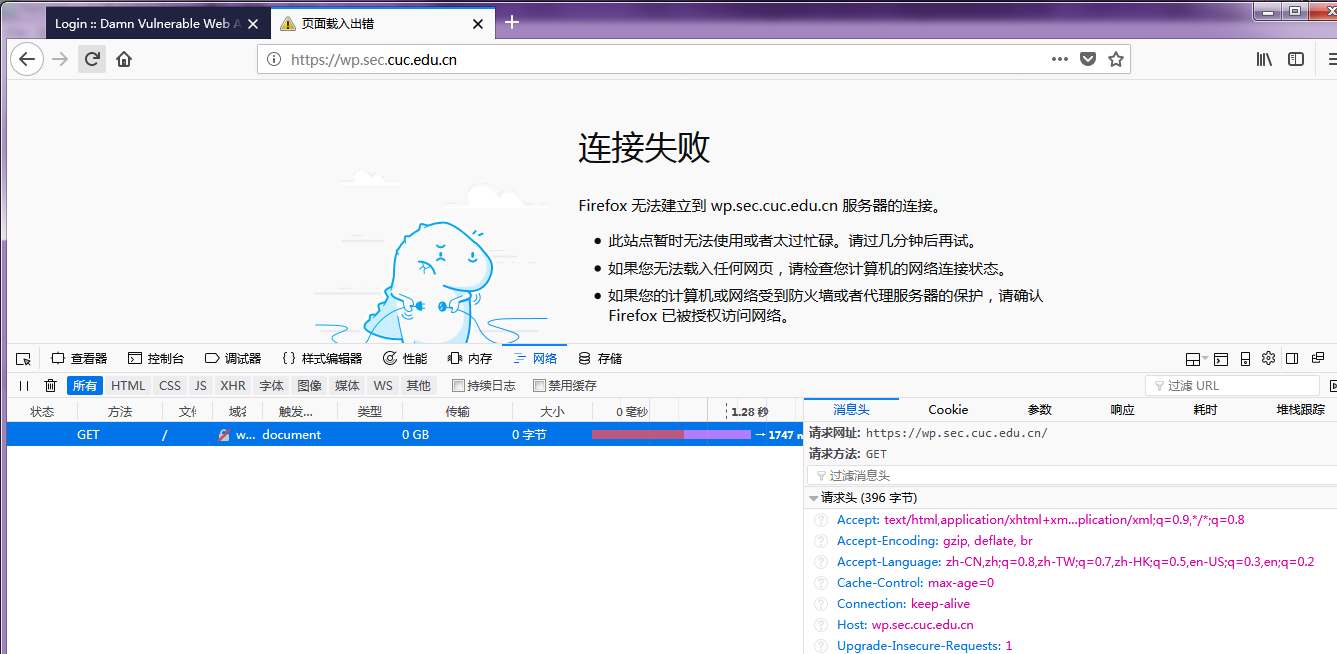 Login :: Damn Vulnerable Web A
页面载入出错
https://wp.sec.cuc.edu.cn
连接失败
Firefox 无法建立到 wp.sec.cuc.edu.cn 服务器的连接。
此站点暂时无法使用或者太过忙碌。请过几分钟后再试。
如果您无法载入任何网页，请检查您计算机的网络连接状态。
如果您的计算机或网络受到防火墙或者代理服务器的保护，请确认
Firefox 已被授权访问网络。
查看器 控制台 调试器 {} 样式编辑器 性能 内存 网络 存储
所有 HTML CSS JS XHR 字体 图像 媒体 WS 其他 持续日志 禁用缓存 过滤 URL
状态 方法 文件 域名 触发... 类型 传输 大小 0 毫秒 1.28 秒
GET / w... document 0 GB 0 字节 → 1747 m
消息头 Cookie 参数 响应 耗时 堆栈跟踪
请求网址: https://wp.sec.cuc.edu.cn/
请求方法: GET
过滤消息头
请求头 (396 字节)
Accept: text/html,application/xhtml+xm...plication/xml;q=0.9,*/*;q=0.8
Accept-Encoding: gzip, deflate, br
Accept-Language: zh-CN,zh;q=0.8,zh-TW;q=0.7,zh-HK;q=0.5,en-US;q=0.3,en;q=0.2
Cache-Control: max-age=0
Connection: keep-alive
Host: wp.sec.cuc.edu.cn
Upgrade-Insecure-Requests: 1